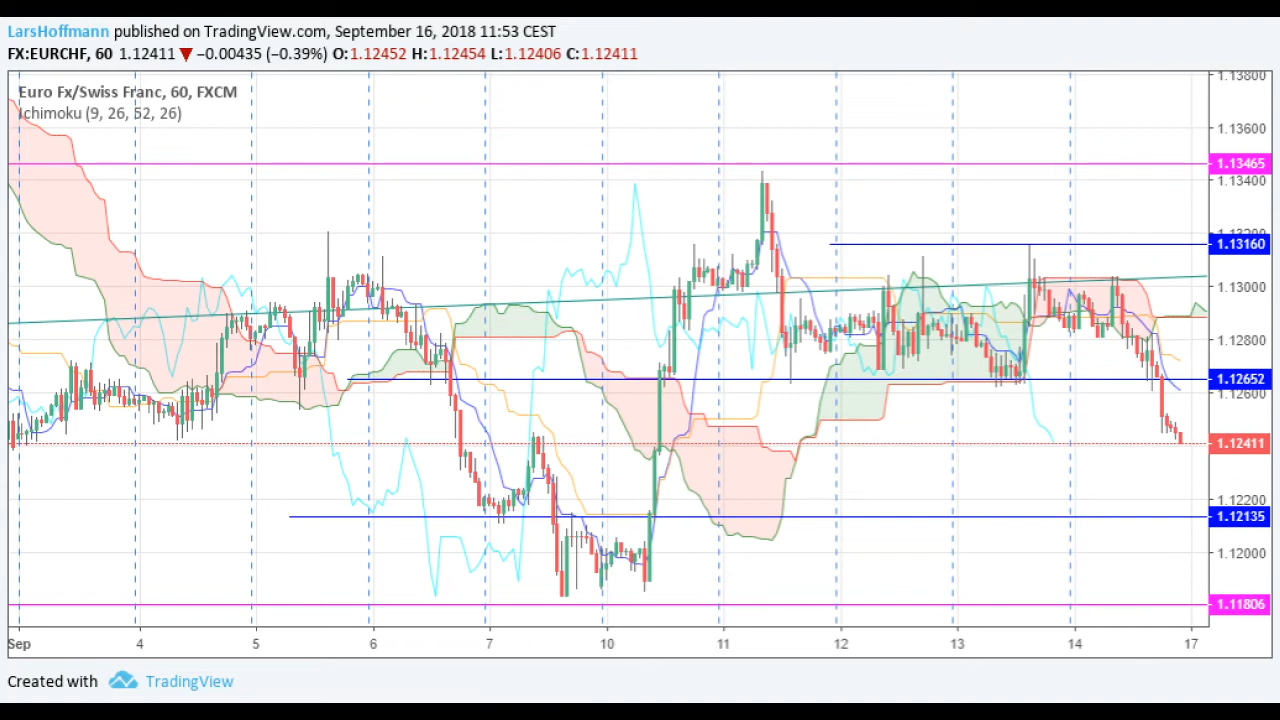 LarsHoffmann published on TradingView.com, September 16, 2018 11:53 CEST
FX:EURCHF, 60 1.12411 ▼ −0.00435 (−0.39%) O:1.12452 H:1.12454 L:1.12406 C:1.12411
Euro Fx/Swiss Franc, 60, FXCM
Ichimoku (9, 26, 52, 26)
1.13800
1.13600
1.13465
1.13400
1.13200
1.13160
1.13000
1.12800
1.12652
1.12600
1.12411
1.12200
1.12135
1.12000
1.11806
Sep 4 5 6 7 10 11 12 13 14 17
Created with TradingView